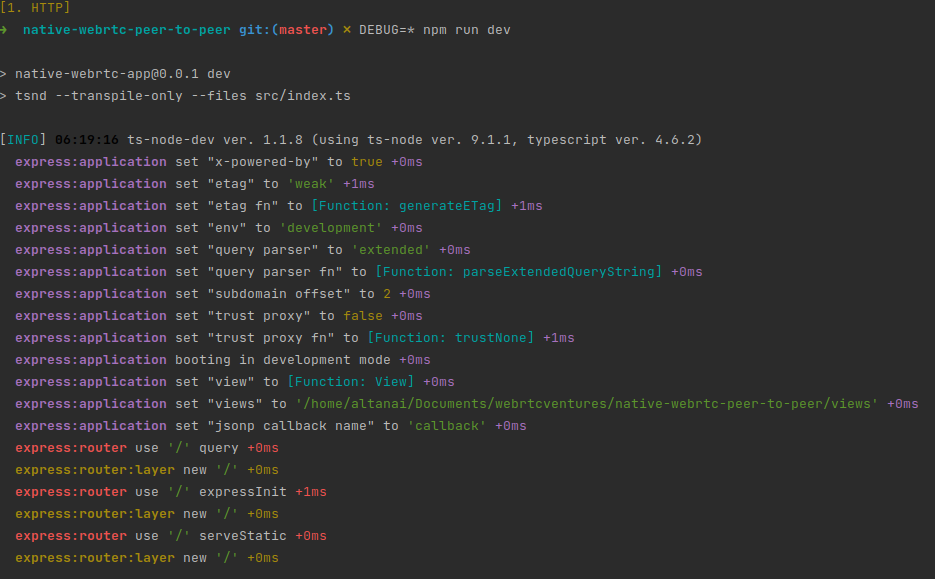 [1. HTTP]
→ native-webrtc-peer-to-peer git:(master) ✗ DEBUG=* npm run dev
> native-webrtc-app@0.0.1 dev
> tsnd --transpile-only --files src/index.ts
[INFO] 06:19:16 ts-node-dev ver. 1.1.8 (using ts-node ver. 9.1.1, typescript ver. 4.6.2)
express:application set "x-powered-by" to true +0ms
express:application set "etag" to 'weak' +1ms
express:application set "etag fn" to [Function: generateETag] +1ms
express:application set "env" to 'development' +0ms
express:application set "query parser" to 'extended' +0ms
express:application set "query parser fn" to [Function: parseExtendedQueryString] +0ms
express:application set "subdomain offset" to 2 +0ms
express:application set "trust proxy" to false +0ms
express:application set "trust proxy fn" to [Function: trustNone] +1ms
express:application booting in development mode +0ms
express:application set "view" to [Function: View] +0ms
express:application set "views" to '/home/altanai/Documents/webrtcventures/native-webrtc-peer-to-peer/views' +0ms
express:application set "jsonp callback name" to 'callback' +0ms
express:router use '/' query +0ms
express:router:layer new '/' +0ms
express:router use '/' expressInit +1ms
express:router:layer new '/' +0ms
express:router use '/' serveStatic +0ms
express:router:layer new '/' +0ms